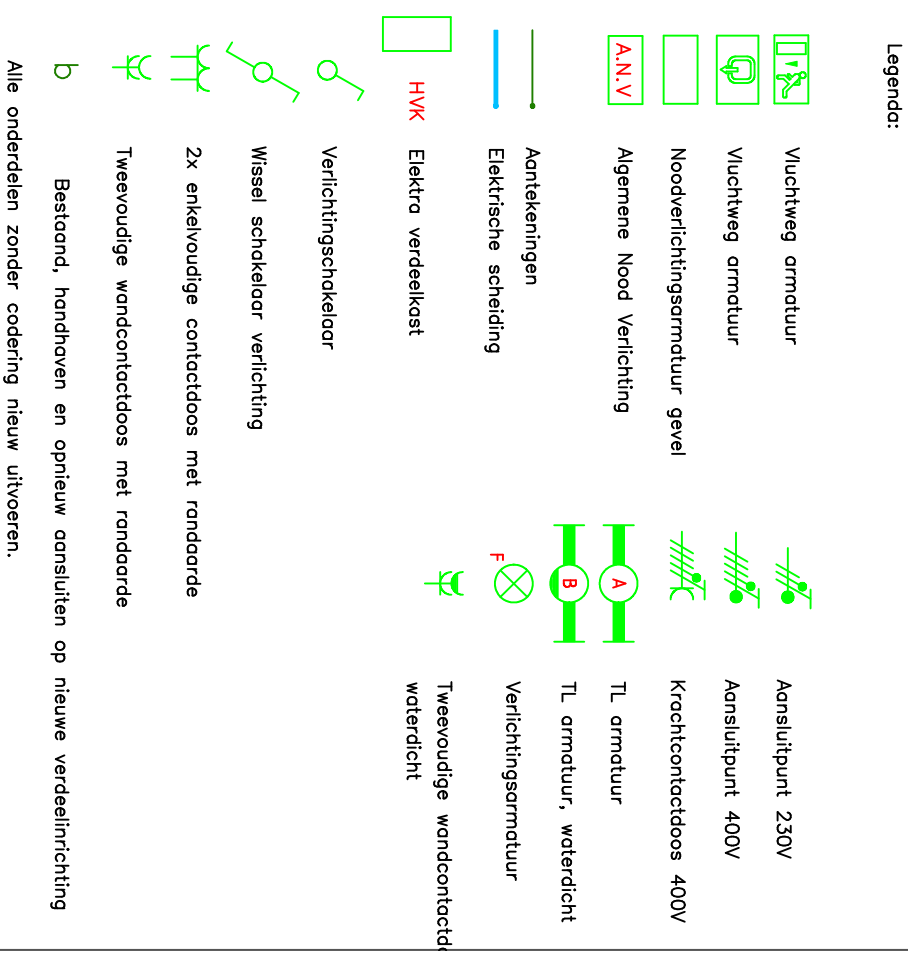 Legenda:
Vluchtweg armatuur
Vluchtweg armatuur
Noodverlichtingsarmatuur gevel
A.N.V
Algemene Nood Verlichting
Aantekeningen
Elektrische scheiding
HVK
Elektra verdeelkast
Verlichtingschakelaar
Wissel schakelaar verlichting
2x enkelvoudige contactdoos met randaarde
Tweevoudige wandcontactdoos met randaarde
b
Bestaand, handhaven en opnieuw aansluiten op nieuwe verdeelinrichting
Alle onderdelen zonder codering nieuw uitvoeren.
Aansluitpunt 230V
Aansluitpunt 400V
Krachtcontactdoos 400V
A
TL armatuur
B
TL armatuur, waterdicht
F
Verlichtingsarmatuur
Tweevoudige
waterdicht